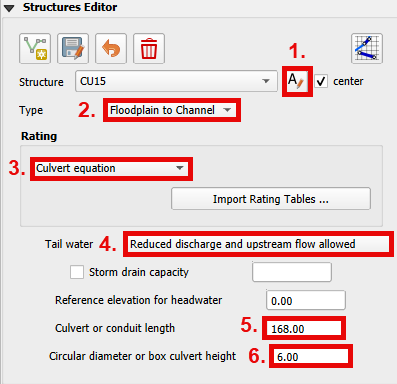 Structures Editor
1.
Structure CU15 A center
Type 2. Floodplain to Channel
Rating
3. Culvert equation
Import Rating Tables ...
Tail water 4. Reduced discharge and upstream flow allowed
Storm drain capacity
Reference elevation for headwater 0.00
Culvert or conduit length 5. 168.00
Circular diameter or box culvert height 6. 6.00